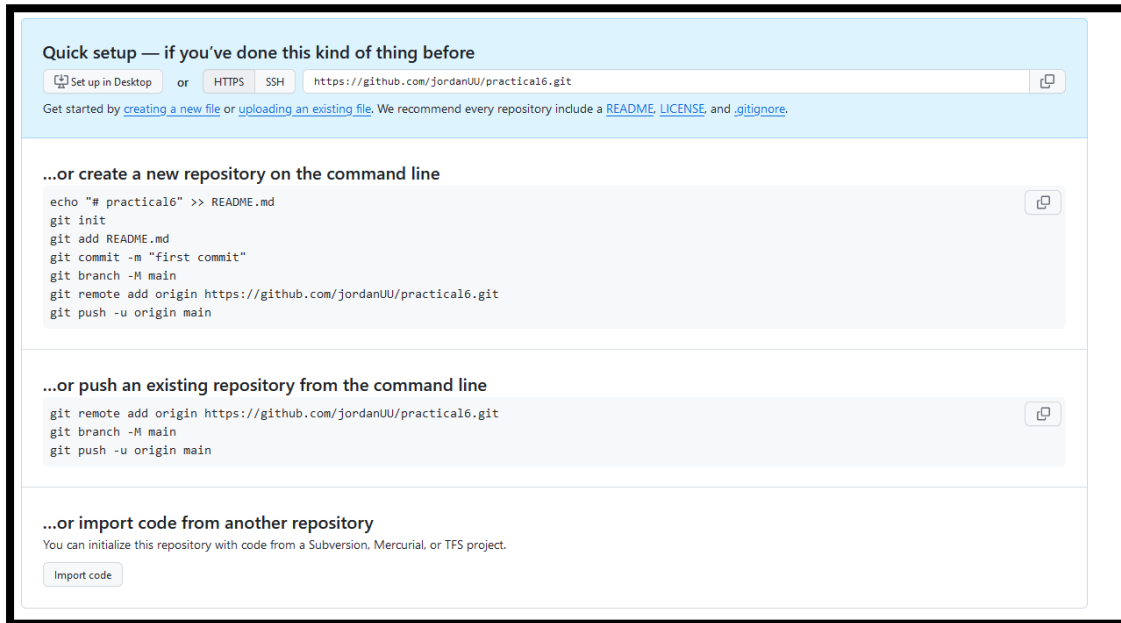 Quick setup — if you've done this kind of thing before
Set up in Desktop or HTTPS SSH https://github.com/jordanUU/practical6.git
Get started by creating a new file or uploading an existing file. We recommend every repository include a README, LICENSE, and .gitignore.
...or create a new repository on the command line
echo "# practical6" >> README.md
git init
git add README.md
git commit -m "first commit"
git branch -M main
git remote add origin https://github.com/jordanUU/practical6.git
git push -u origin main
...or push an existing repository from the command line
git remote add origin https://github.com/jordanUU/practical6.git
git branch -M main
git push -u origin main
...or import code from another repository
You can initialize this repository with code from a Subversion, Mercurial, or TFS project.
Import code